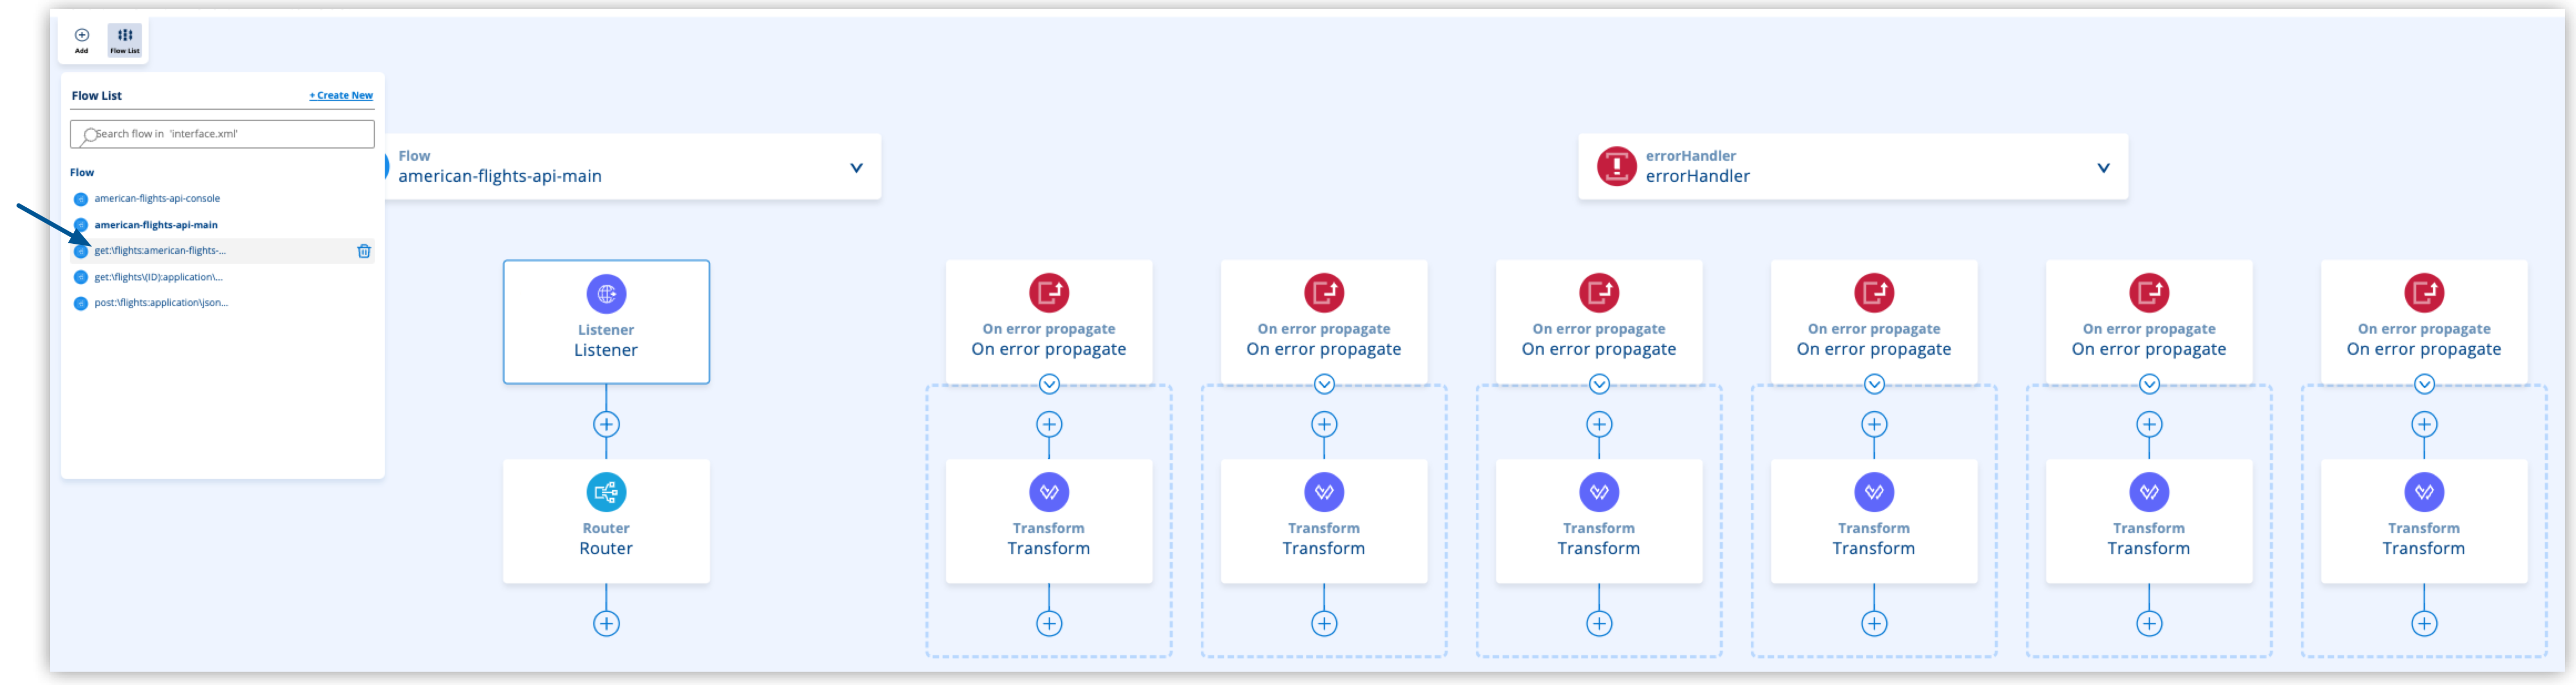 Add
Flow List
Flow List
+ Create New
Search flow in 'interface.xml'
Flow
american-flights-api-console
american-flights-api-main
get:\flights:american-flights-...
get:\flights\(ID):application\...
post:\flights:application\json...
Flow
american-flights-api-main
errorHandler
errorHandler
Listener
Listener
Router
Router
On error propagate
On error propagate
Transform
Transform
On error propagate
On error propagate
Transform
Transform
On error propagate
On error propagate
Transform
Transform
On error propagate
On error propagate
Transform
Transform
On error propagate
On error propagate
Transform
Transform
On error propagate
On error propagate
Transform
Transform